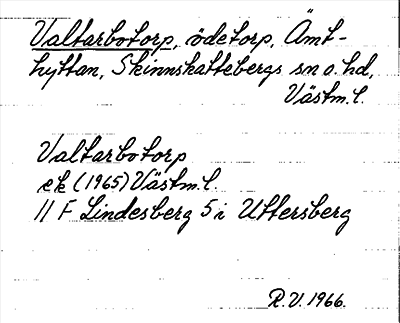 Valtarbotorp, ödetorp, Ämt-
hyttan, Skinnskattebergs sn o. hd,
Västm.l.
Valtarbotorp
ek (1965) Västm.l.
11 F Lindesberg 5 i Uttersberg
R.V. 1966.